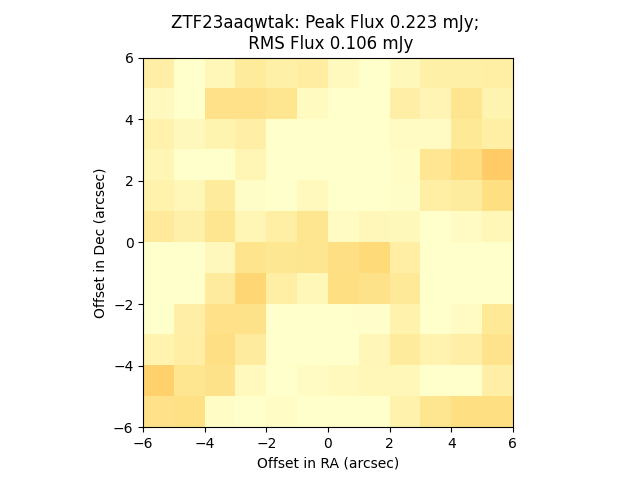 ZTF23aaqwtak: Peak Flux 0.223 mJy;
RMS Flux 0.106 mJy
6
4
2
0
−2
−4
−6
Offset in Dec (arcsec)
−6 −4 −2 0 2 4 6
Offset in RA (arcsec)